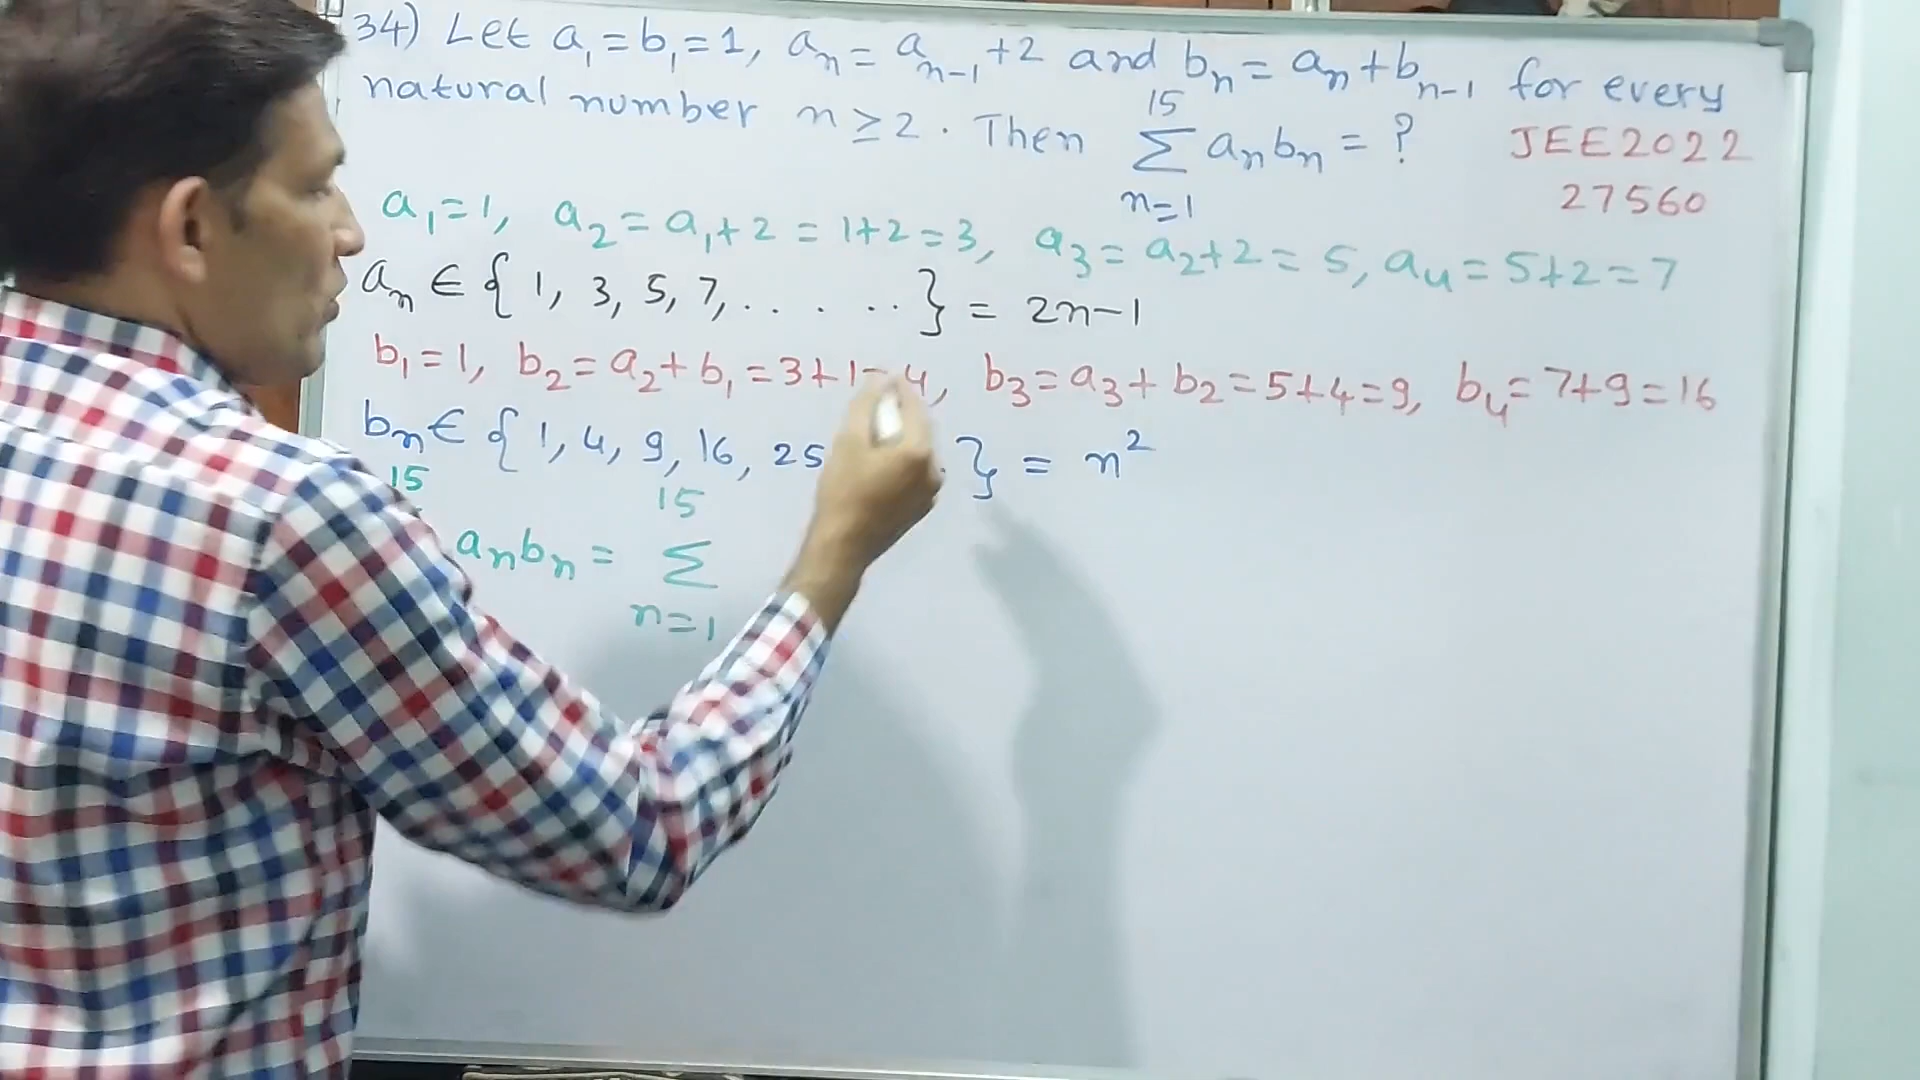 34) Let a₁ = b₁ = 1, aₙ = aₙ₋₁ + 2 and bₙ = aₙ + bₙ₋₁ for every
natural number n ≥ 2. Then 15 Σ n=1 aₙbₙ = ? JEE2022
27560
a₁ = 1, a₂ = a₁ + 2 = 1+2 = 3, a₃ = a₂+2 = 5, a₄ = 5+2 = 7
aₙ ∈ { 1, 3, 5, 7, . . . . . } = 2n-1
b₁ = 1, b₂ = a₂ + b₁ = 3+1 = 4, b₃ = a₃ + b₂ = 5+4 = 9, b₄ = 7+9 = 16
bₙ ∈ { 1, 4, 9, 16, 25 . } = n²
15 aₙbₙ = 15 Σ n=1